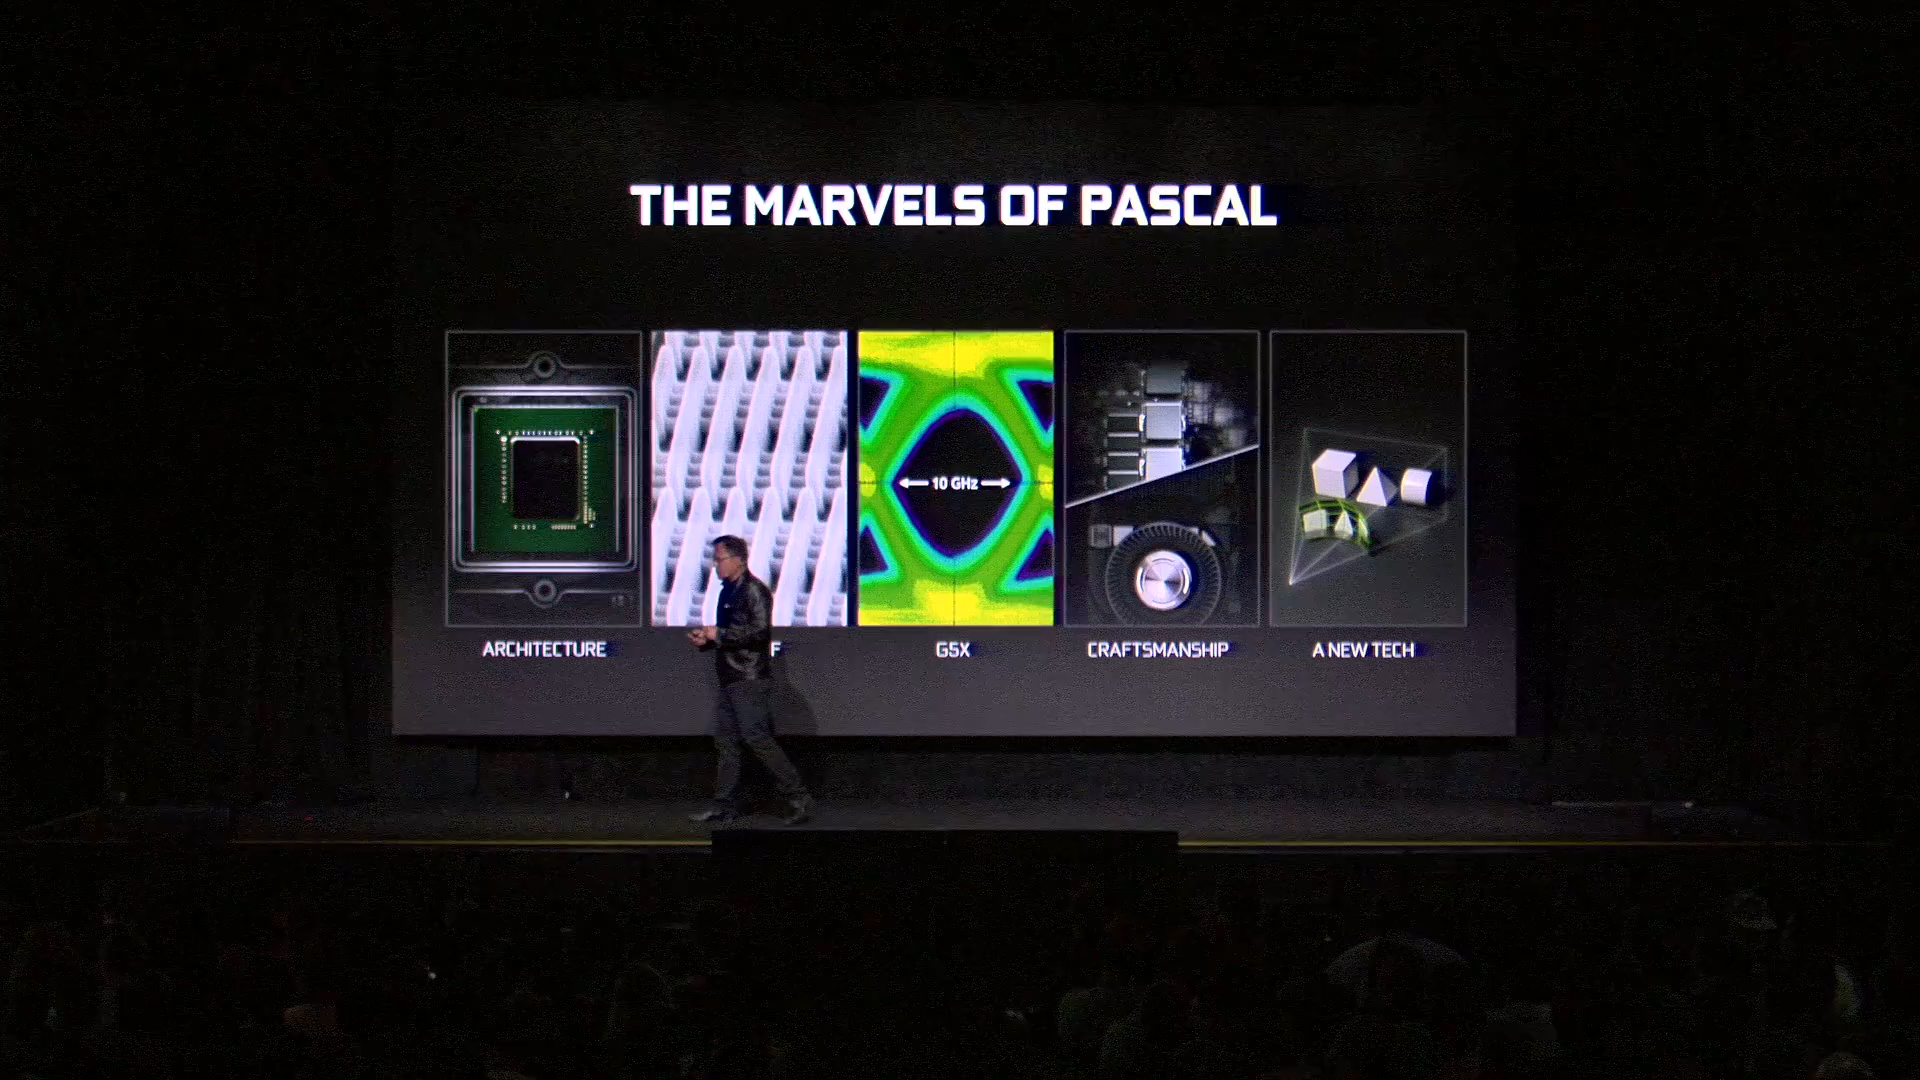 THE MARVELS OF PASCAL
10 GHz
ARCHITECTURE
F
G5X
CRAFTSMANSHIP
A NEW TECH